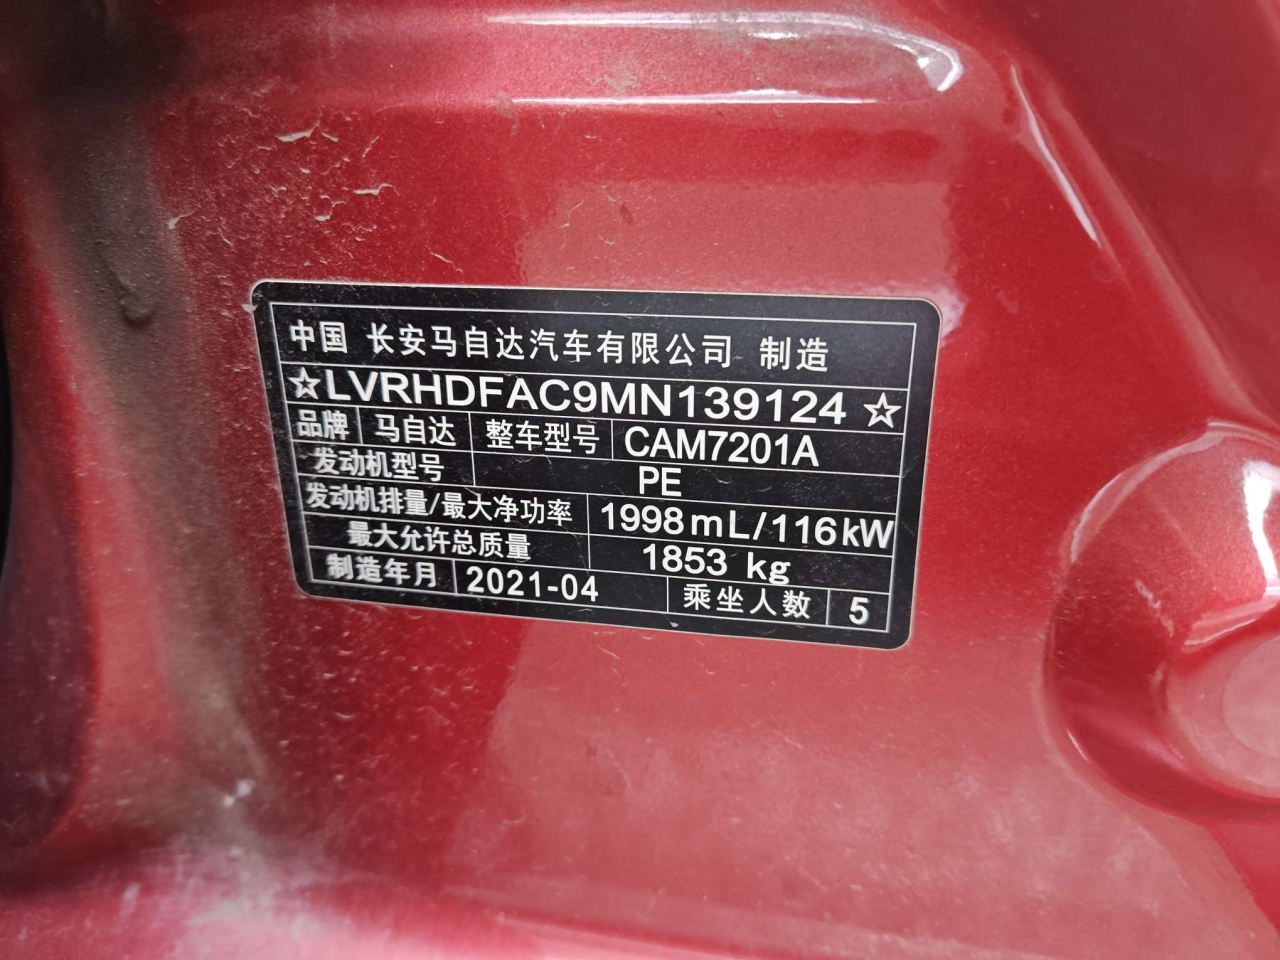 中国 长安马自达汽车有限公司 制造
☆LVRHDFAC9MN139124☆
品牌 马自达 整车型号 CAM7201A
发动机型号 PE
发动机排量/最大净功率 1998mL/116kW
最大允许总质量 1853 kg
制造年月 2021-04 乘坐人数 5